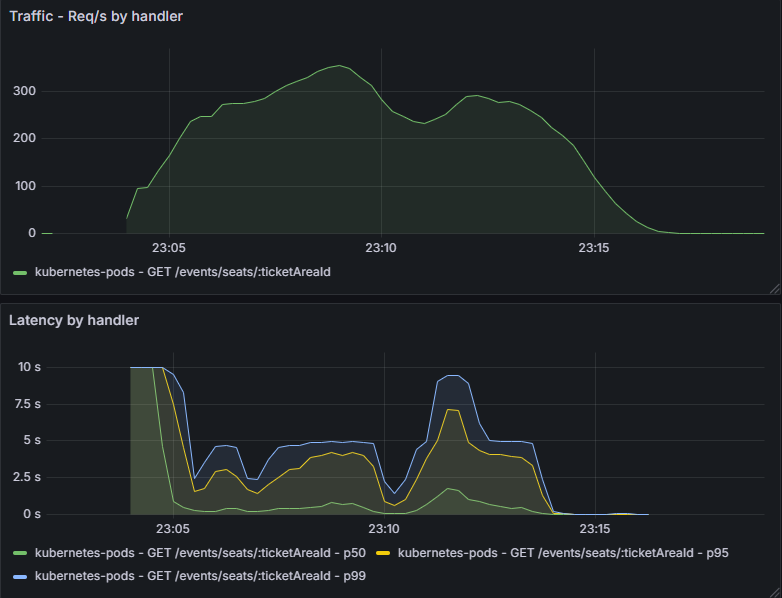 Traffic - Req/s by handler
300
200
100
0
23:05 23:10 23:15
kubernetes-pods - GET /events/seats/:ticketAreaId
Latency by handler
10 s
7.5 s
5 s
2.5 s
0 s
23:05 23:10 23:15
kubernetes-pods - GET /events/seats/:ticketAreaId - p50 kubernetes-pods - GET /events/seats/:ticketAreaId - p95
kubernetes-pods - GET /events/seats/:ticketAreaId - p99